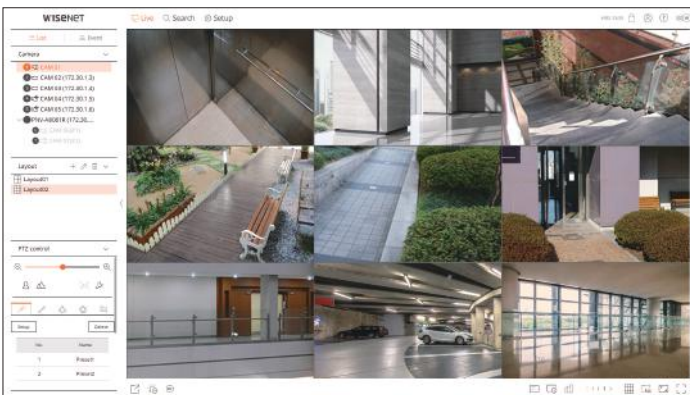 WISENET
Live
Search
Setup
List
Event
Camera
CAM 01
CAM 02 (172.30.1.3)
CAM 03 (172.30.1.4)
CAM 04 (172.30.1.5)
CAM 05 (172.30.1.6)
Layout
Layout01
Layout02
PTZ control
Setup
Delete
No
Name
1
Preset1
2
Preset2